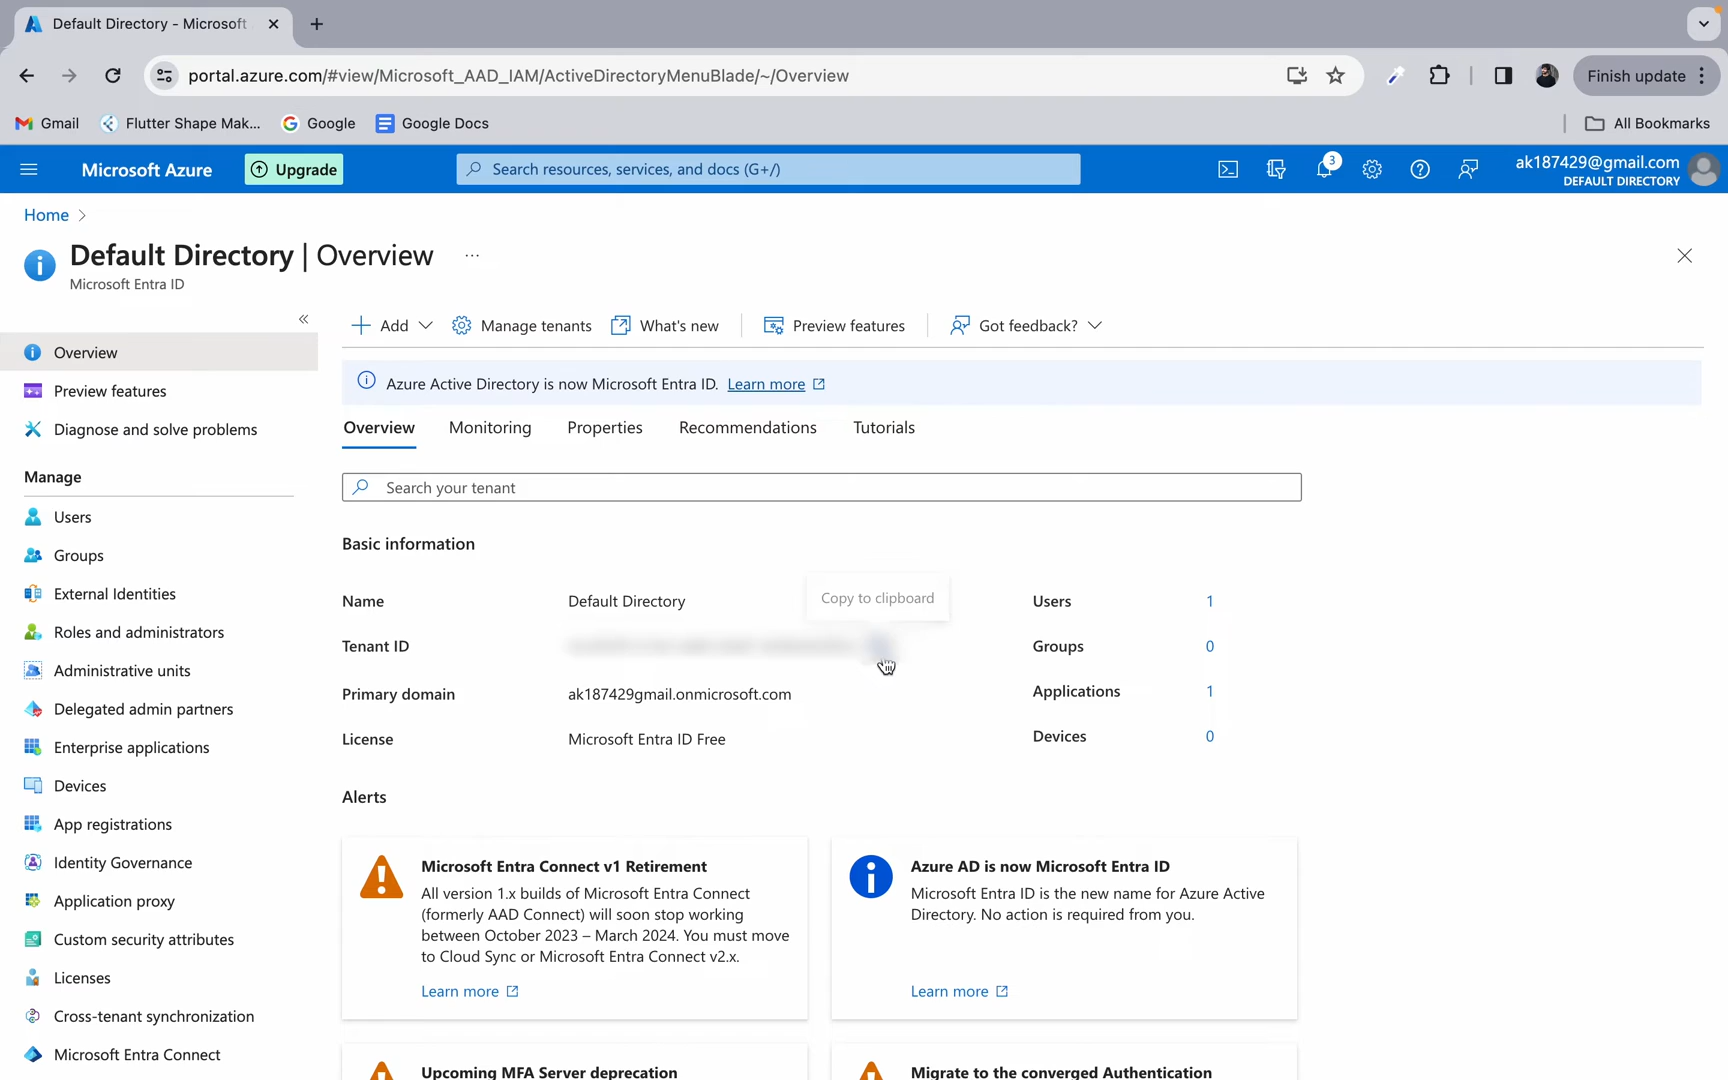 Default Directory - Microsoft
portal.azure.com/#view/Microsoft_AAD_IAM/ActiveDirectoryMenuBlade/~/Overview
Finish update
Gmail
Flutter Shape Mak...
Google
Google Docs
All Bookmarks
Microsoft Azure
Upgrade
Search resources, services, and docs (G+/)
3
ak187429@gmail.com
DEFAULT DIRECTORY
Home
Default Directory | Overview
...
Microsoft Entra ID
Overview
Preview features
Diagnose and solve problems
Manage
Users
Groups
External Identities
Roles and administrators
Administrative units
Delegated admin partners
Enterprise applications
Devices
App registrations
Identity Governance
Application proxy
Custom security attributes
Licenses
Cross-tenant synchronization
Microsoft Entra Connect
Add
Manage tenants
What's new
Preview features
Got feedback?
Azure Active Directory is now Microsoft Entra ID. Learn more
Overview
Monitoring
Properties
Recommendations
Tutorials
Search your tenant
Basic information
Name
Default Directory
Copy to clipboard
Users
1
Tenant ID
Groups
0
Primary domain
ak187429gmail.onmicrosoft.com
Applications
1
License
Microsoft Entra ID Free
Devices
0
Alerts
Microsoft Entra Connect v1 Retirement
All version 1.x builds of Microsoft Entra Connect
(formerly AAD Connect) will soon stop working
between October 2023 – March 2024. You must move
to Cloud Sync or Microsoft Entra Connect v2.x.
Learn more
Azure AD is now Microsoft Entra ID
Microsoft Entra ID is the new name for Azure Active
Directory. No action is required from you.
Learn more
Upcoming MFA Server deprecation
Migrate to the converged Authentication